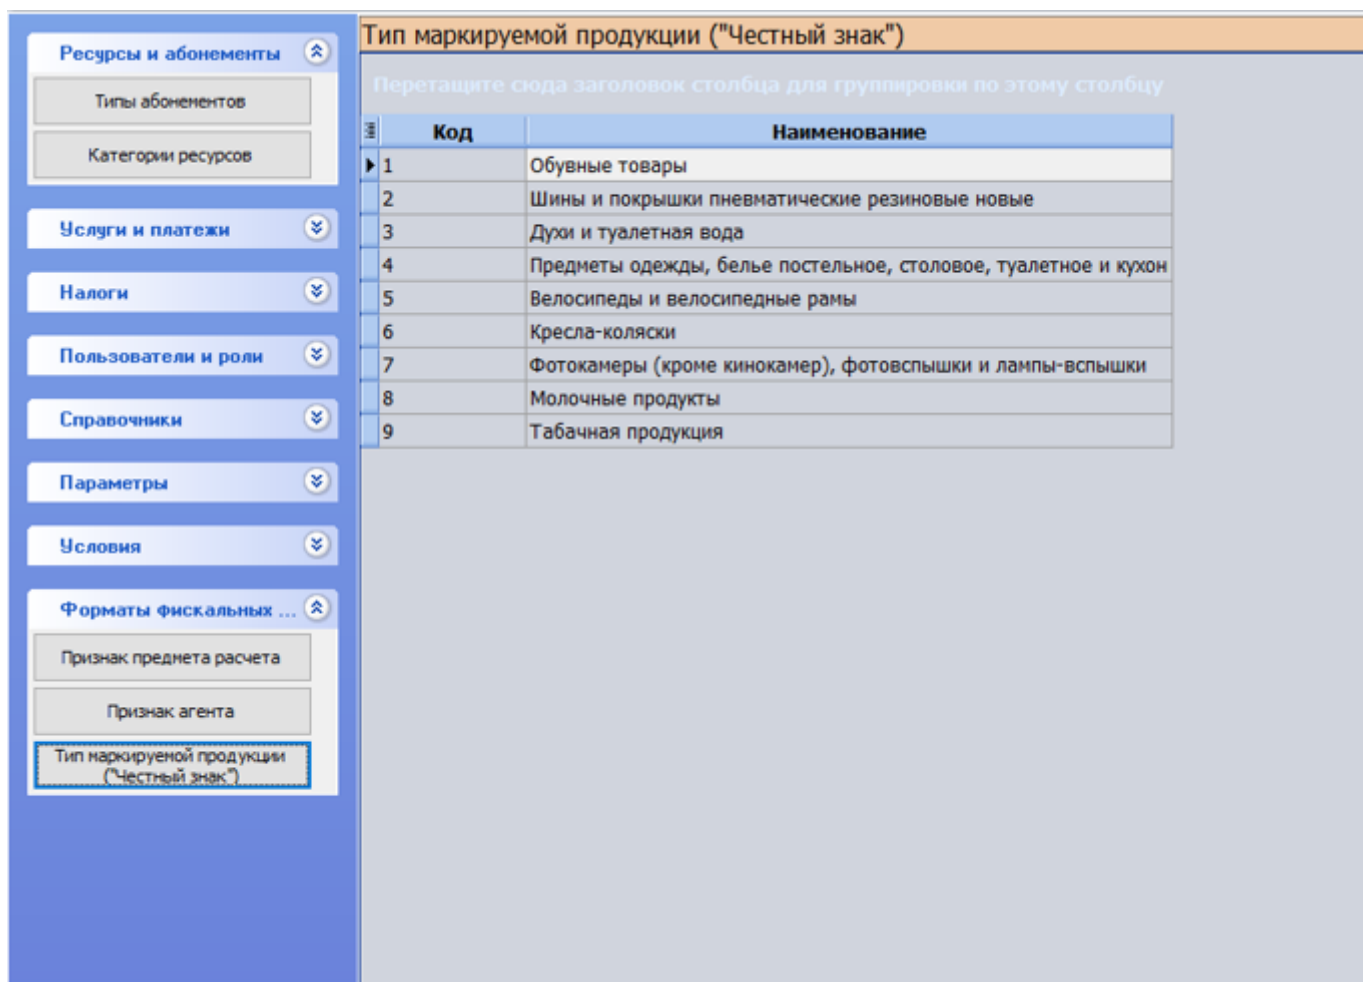 Ресурсы и абонементы
Типы абонементов
Категории ресурсов
Услуги и платежи
Налоги
Пользователи и роли
Справочники
Параметры
Условия
Форматы фискальных ...
Признак предмета расчета
Признак агента
Тип маркируемой продукции
("Честный знак")
Тип маркируемой продукции ("Честный знак")
Перетащите сюда заголовок столбца для группировки по этому столбцу
Код Наименование
1 Обувные товары
2 Шины и покрышки пневматические резиновые новые
3 Духи и туалетная вода
4 Предметы одежды, белье постельное, столовое, туалетное и кухон
5 Велосипеды и велосипедные рамы
6 Кресла-коляски
7 Фотокамеры (кроме кинокамер), фотовспышки и лампы-вспышки
8 Молочные продукты
9 Табачная продукция